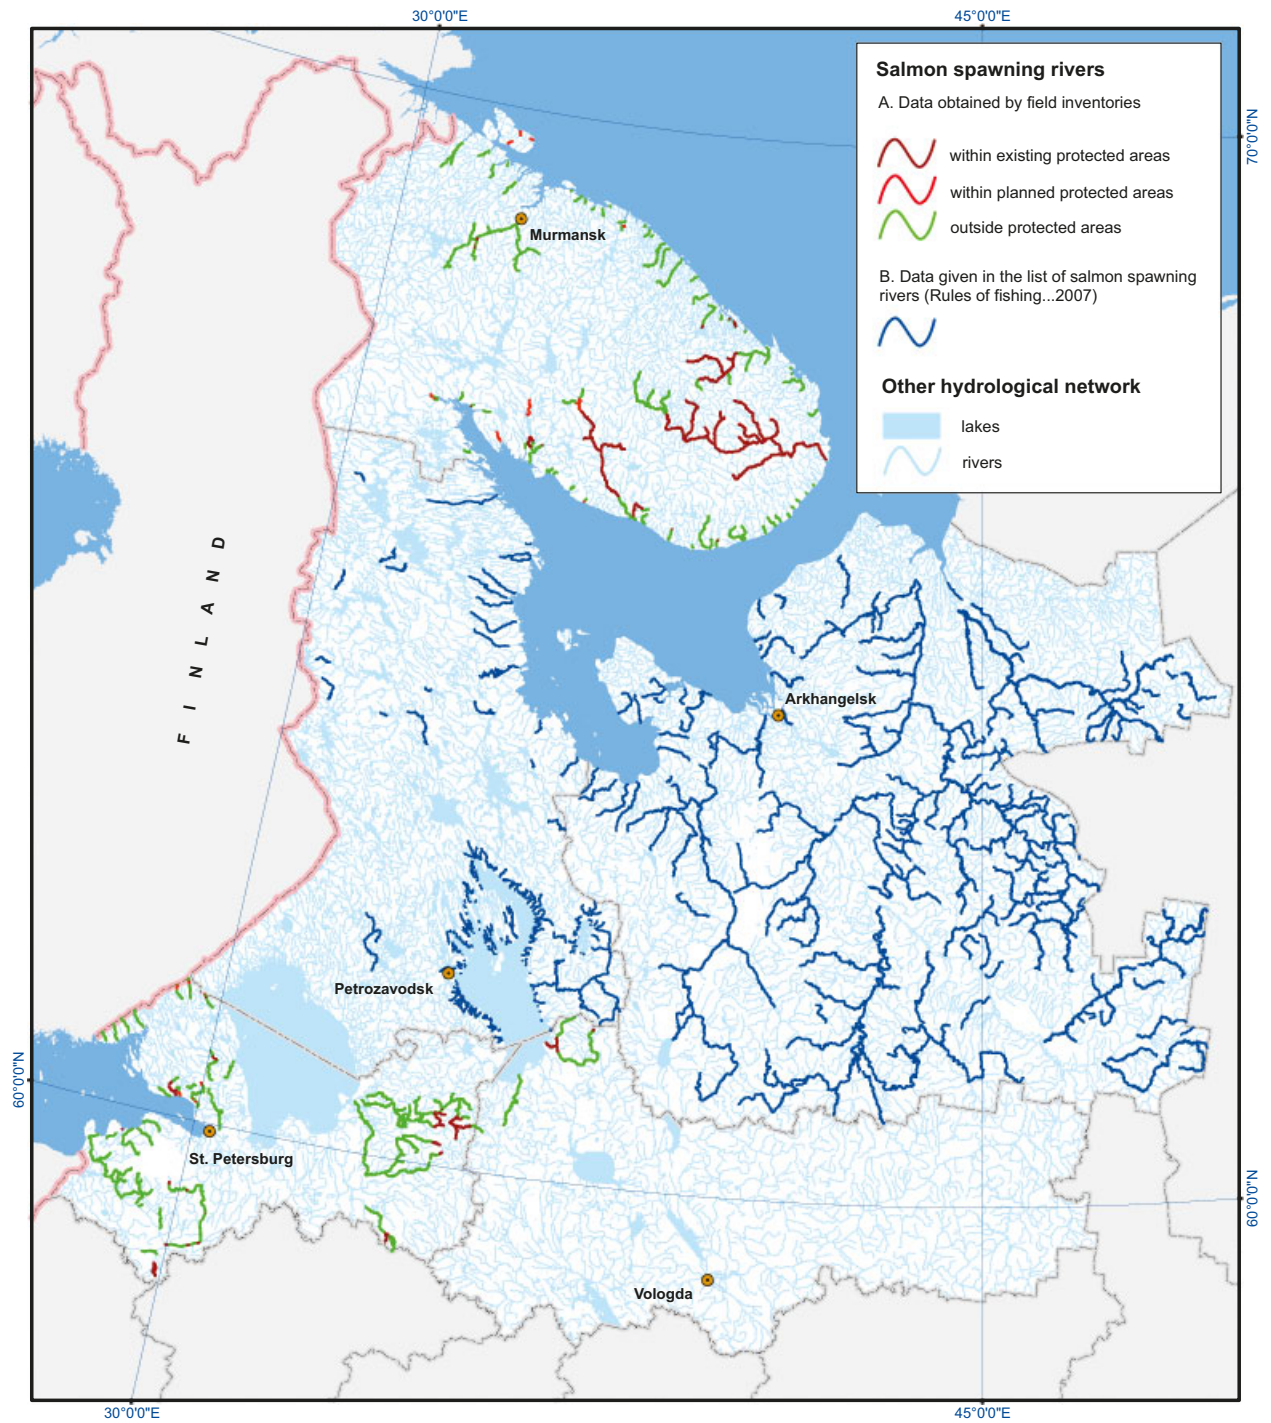 30°0'0"E
45°0'0"E
70°0'0"N
Salmon spawning rivers
A. Data obtained by field inventories
within existing protected areas
within planned protected areas
outside protected areas
B. Data given in the list of salmon spawning
rivers (Rules of fishing...2007)
Other hydrological network
lakes
rivers
Murmansk
FINLAND
Arkhangelsk
Petrozavodsk
60°0'0"N
St. Petersburg
60°0'0"N
Vologda
30°0'0"E
45°0'0"E